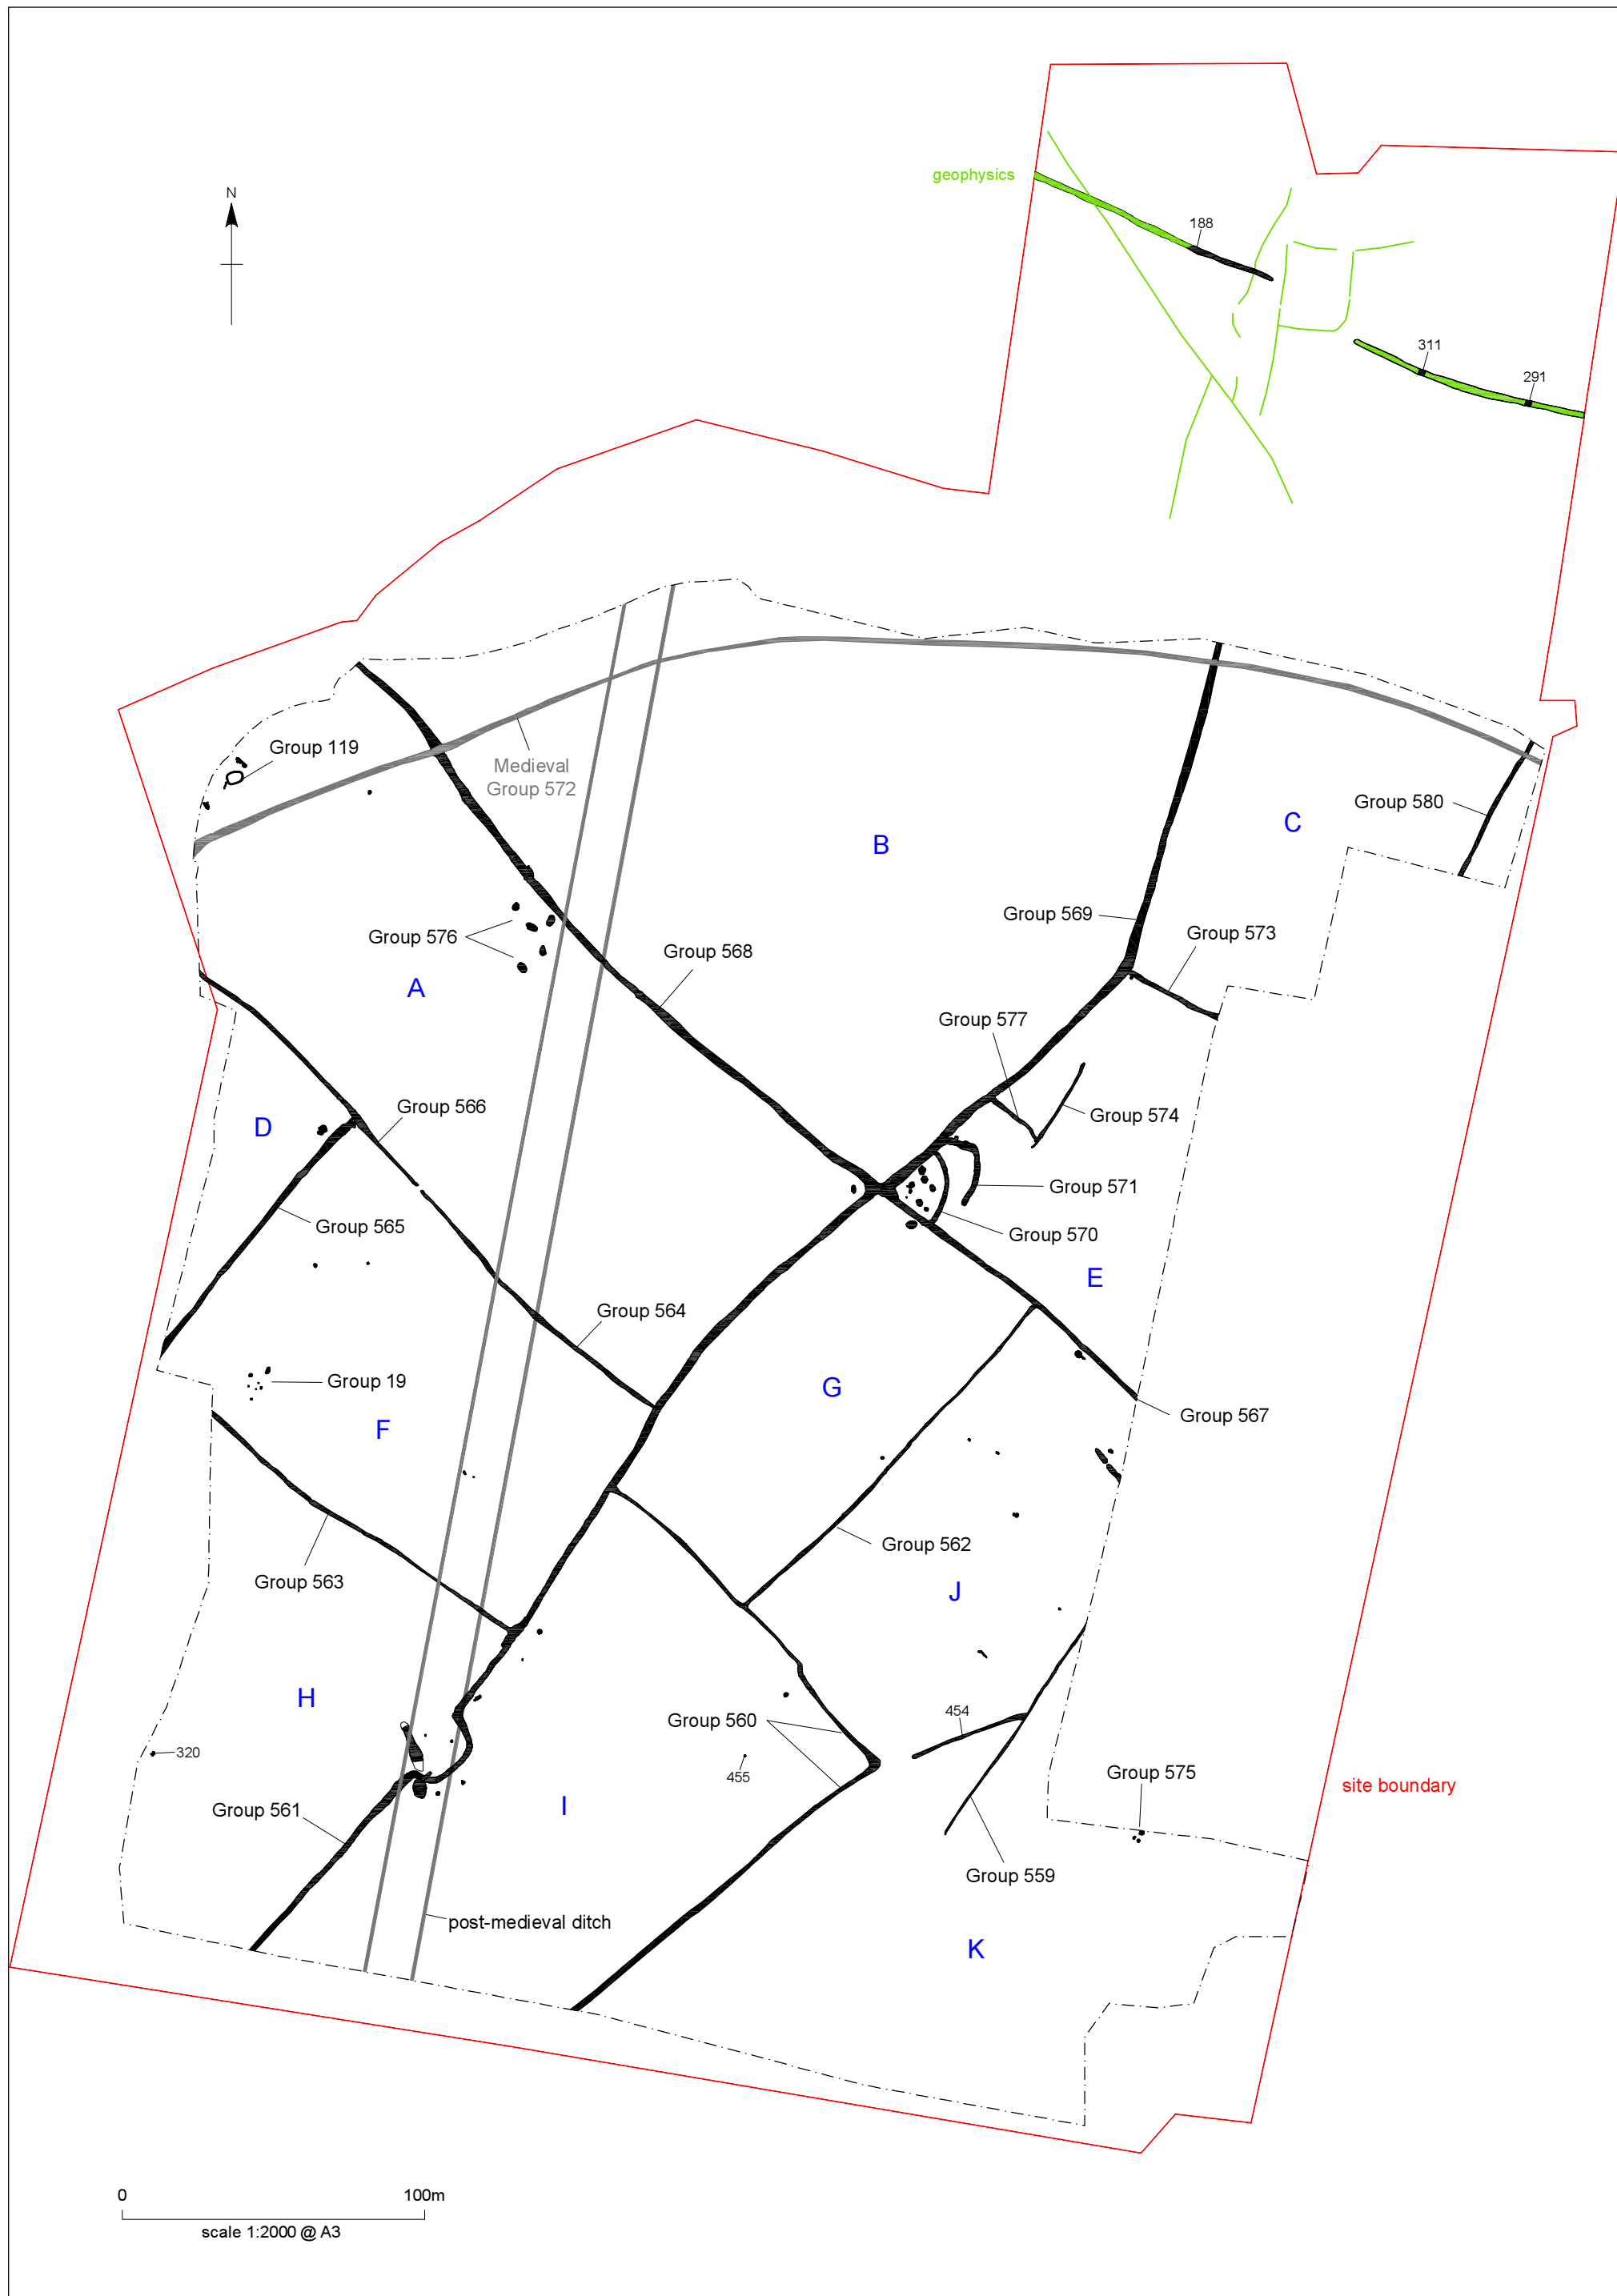 geophysics
N
188
311
291
Group 119
Medieval
Group 572
B
C
Group 580
Group 569
Group 573
Group 576
Group 568
A
Group 577
Group 566
Group 574
D
Group 571
Group 565
Group 570
E
Group 564
Group 19
G
Group 567
F
Group 562
Group 563
J
H
454
Group 560
320
455
Group 575
site boundary
Group 561
I
Group 559
post-medieval ditch
K
0
100m
scale 1:2000 @ A3